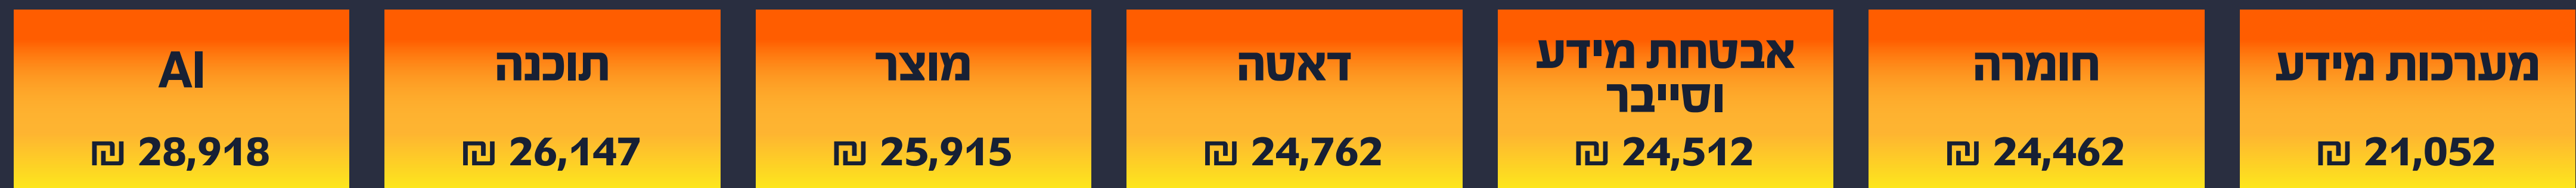 מערכות מידע
21,052 ₪
חומרה
24,462 ₪
אבטחת מידע
וסייבר
24,512 ₪
דאטה
24,762 ₪
מוצר
25,915 ₪
תוכנה
26,147 ₪
AI
28,918 ₪